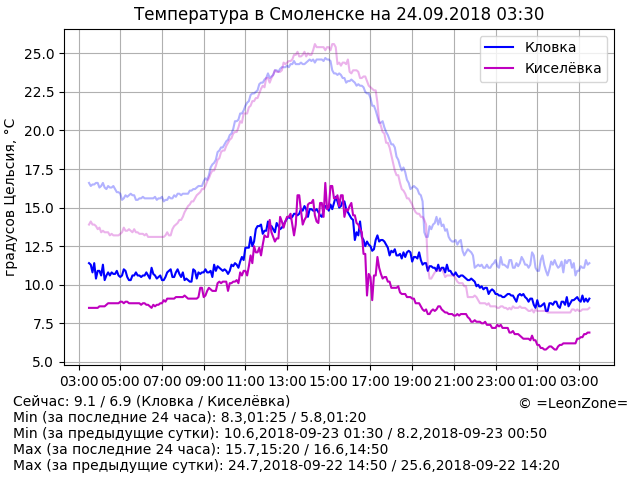 Температура в Смоленске на 24.09.2018 03:30
градусов Цельсия, °C
25.0
22.5
20.0
17.5
15.0
12.5
10.0
7.5
5.0
Кловка
Киселёвка
03:00 05:00 07:00 09:00 11:00 13:00 15:00 17:00 19:00 21:00 23:00 01:00 03:00
Сейчас: 9.1 / 6.9 (Кловка / Киселёвка)
© =LeonZone=
Min (за последние 24 часа): 8.3,01:25 / 5.8,01:20
Min (за предыдущие сутки): 10.6,2018-09-23 01:30 / 8.2,2018-09-23 00:50
Max (за последние 24 часа): 15.7,15:20 / 16.6,14:50
Max (за предыдущие сутки): 24.7,2018-09-22 14:50 / 25.6,2018-09-22 14:20